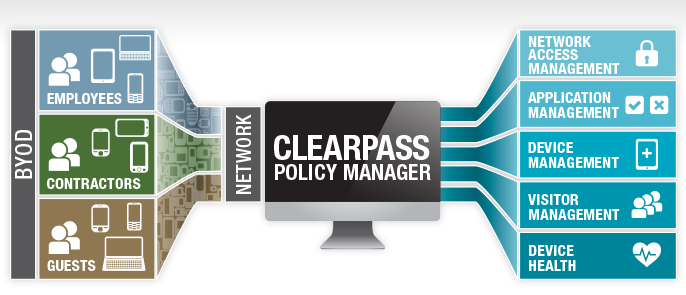 BYOD
EMPLOYEES
CONTRACTORS
GUESTS
NETWORK
CLEARPASS
POLICY MANAGER
NETWORK
ACCESS
MANAGEMENT
APPLICATION
MANAGEMENT
DEVICE
MANAGEMENT
VISITOR
MANAGEMENT
DEVICE
HEALTH